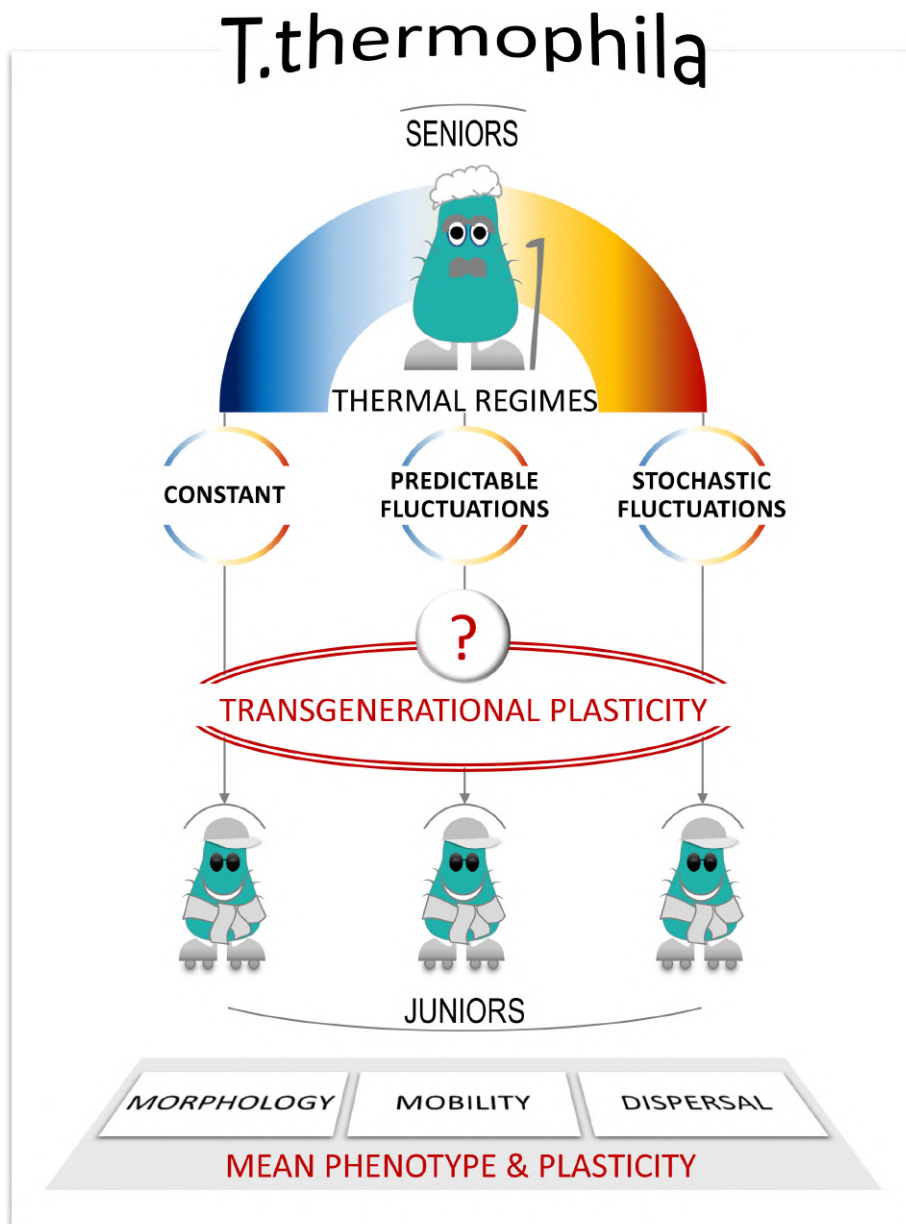 T.thermophila
SENIORS
THERMAL REGIMES
CONSTANT
PREDICTABLE
FLUCTUATIONS
STOCHASTIC
FLUCTUATIONS
?
TRANSGENERATIONAL PLASTICITY
JUNIORS
MORPHOLOGY
MOBILITY
DISPERSAL
MEAN PHENOTYPE & PLASTICITY